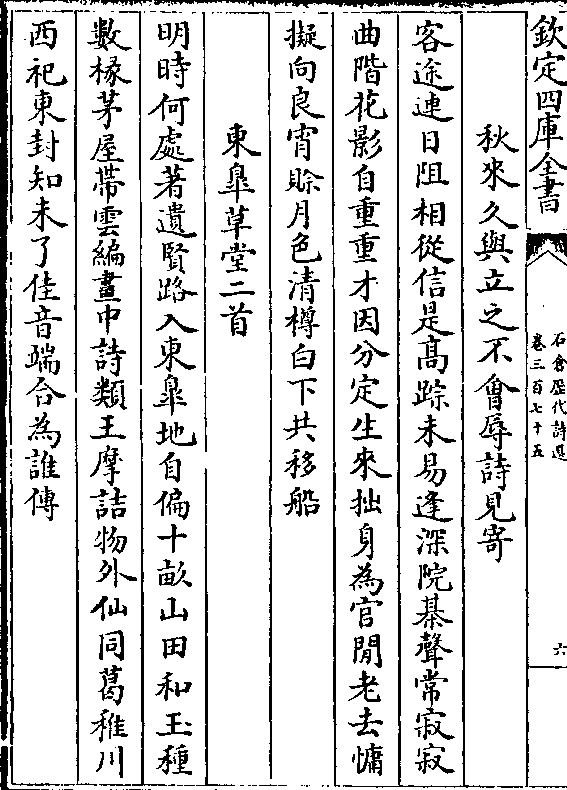 欽定四庫全書
石倉歴代詩選
卷三百七十五
六
秋來久與立之不會辱詩見寄
客途連日阻相從信是髙踪未易逢深院棊聲常寂寂
曲階花影自重重才因分定生來拙身為官閒老去慵
擬向良宵賒月色清樽白下共移船
東臯草堂二首
明時何處著遺賢路入東臯地自偏十畝山田和玉種
數椽茅屋帶雲編畫中詩類王摩詰物外仙同葛稚川
西祀東封知未了佳音端合為誰傳